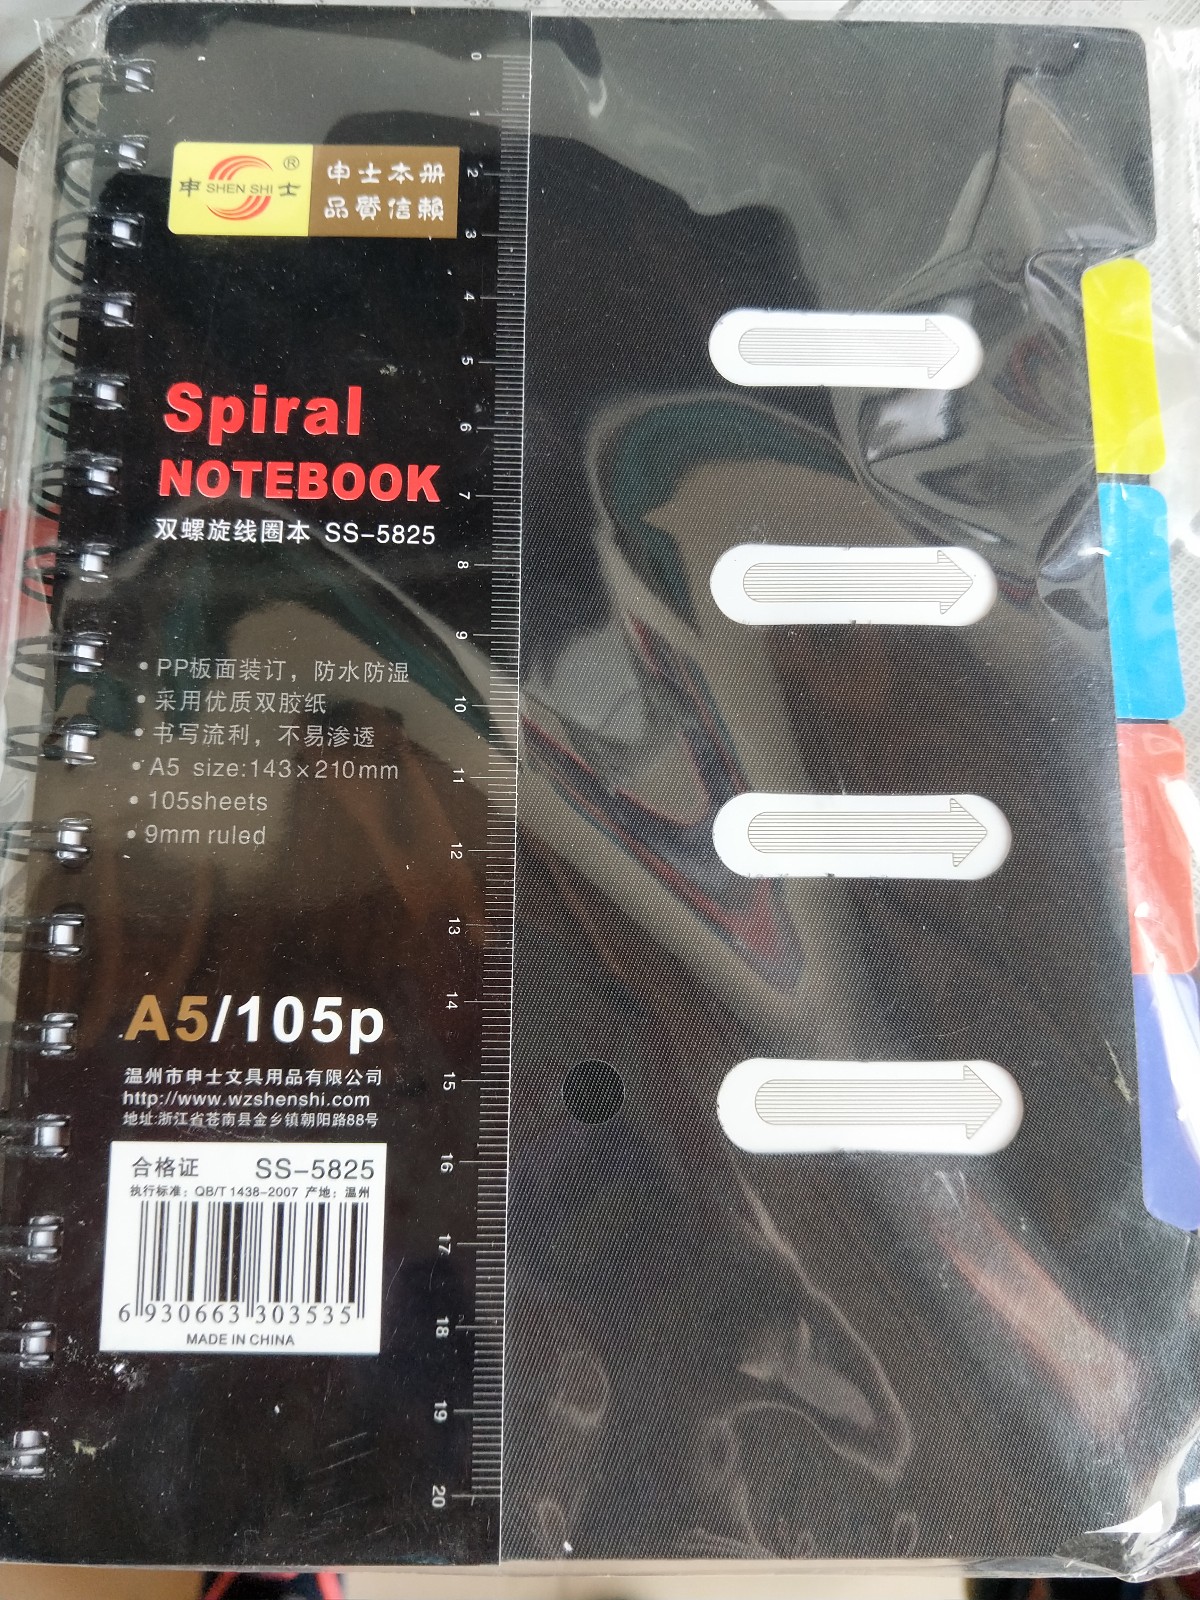 申 SHEN SHI 士 ®
申士本册
品质信赖
Spiral
NOTEBOOK
双螺旋线圈本 SS-5825
• PP板面装订，防水防湿
• 采用优质双胶纸
• 书写流利，不易渗透
• A5 size:143×210mm
• 105sheets
• 9mm ruled
A5/105p
温州市申士文具用品有限公司
http://www.wzshenshi.com
地址:浙江省苍南县金乡镇朝阳路88号
合格证 SS-5825
执行标准：QB/T 1438-2007 产地：温州
6 930663 303535
MADE IN CHINA
0
1
2
3
4
5
6
7
8
9
10
11
12
13
14
15
16
17
18
19
20